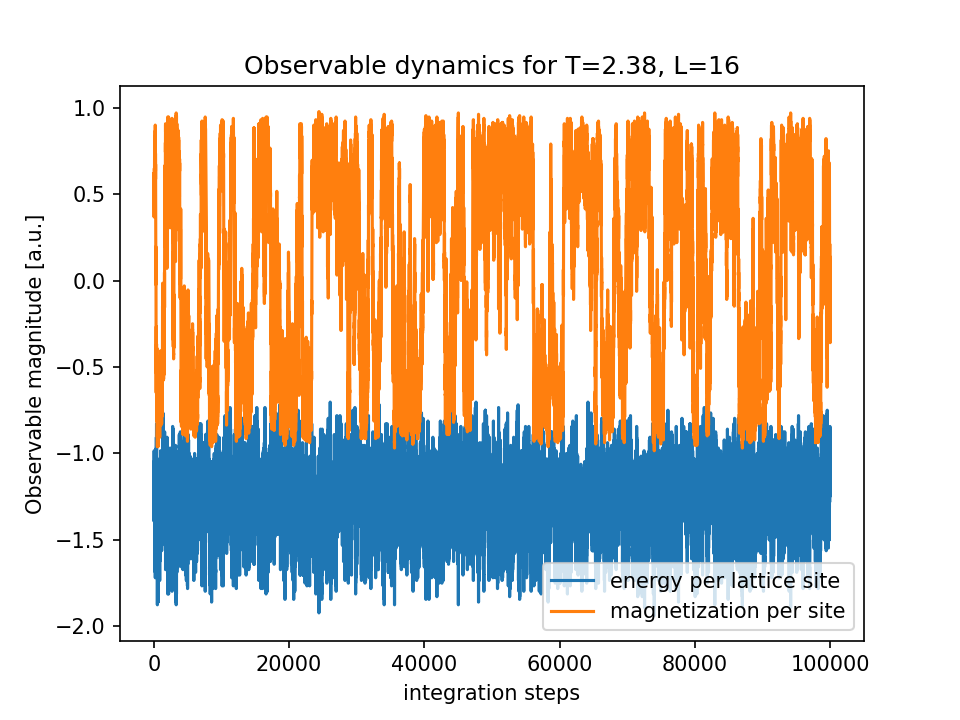 Observable dynamics for T=2.38, L=16
Observable magnitude [a.u.]
1.0
0.5
0.0
−0.5
−1.0
−1.5
−2.0
energy per lattice site
magnetization per site
0 20000 40000 60000 80000 100000
integration steps